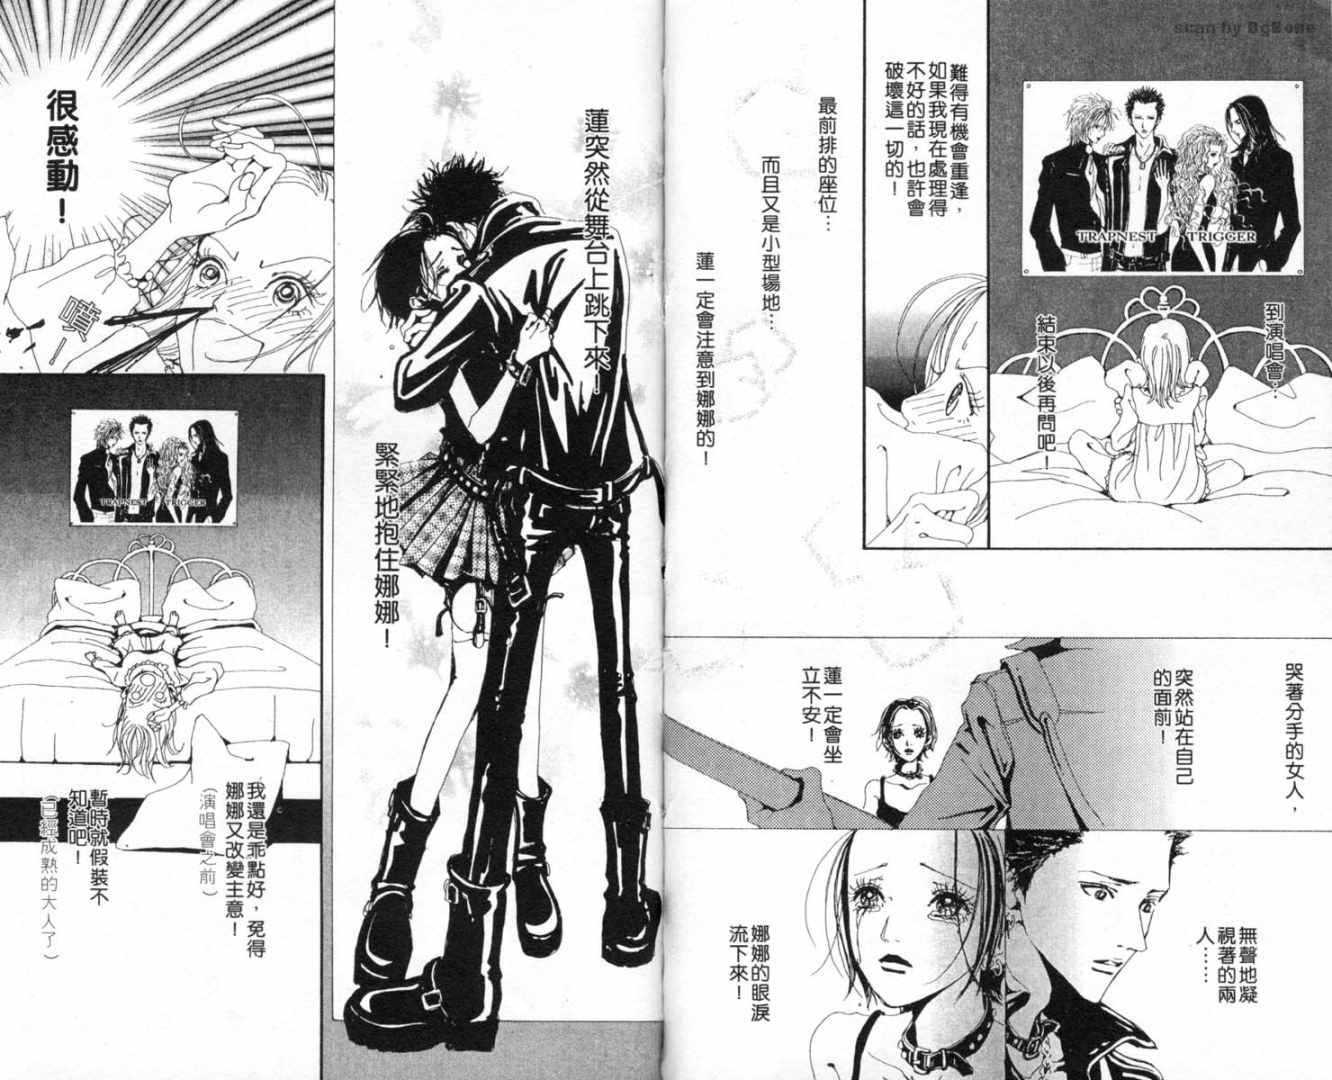 scan by BgBone
TRAPNEST TRIGGER
到演唱會…
結束以後再問吧！
難得有機會重逢，
如果我現在處理得
不好的話，也許會
破壞這一切的！
最前排的座位…
而且又是小型場地…
蓮一定會注意到娜娜的！
哭著分手的女人，
突然站在自己
的面前！
蓮一定會坐
立不安！
無聲地凝
視著的兩
人……
娜娜的眼淚
流下來！
蓮突然從舞台上跳下來！
緊緊地抱住娜娜！
很感動！
噴！
TRAPNEST TRIGGER
我還是乖點好，免得
娜娜又改變主意！
（演唱會之前）
暫時就假裝不
知道吧！
（已經成熟的大人了）